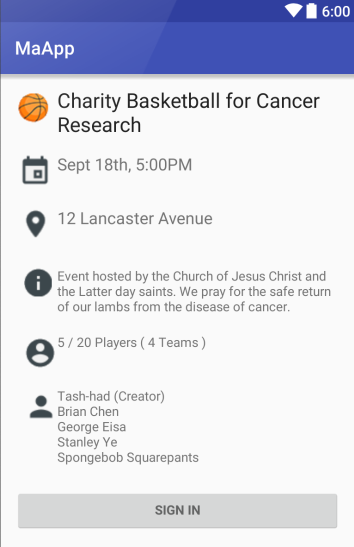 6:00
MaApp
Charity Basketball for Cancer
Research
Sept 18th, 5:00PM
12 Lancaster Avenue
Event hosted by the Church of Jesus Christ and
the Latter day saints. We pray for the safe return
of our lambs from the disease of cancer.
5 / 20 Players ( 4 Teams )
Tash-had (Creator)
Brian Chen
George Eisa
Stanley Ye
Spongebob Squarepants
SIGN IN